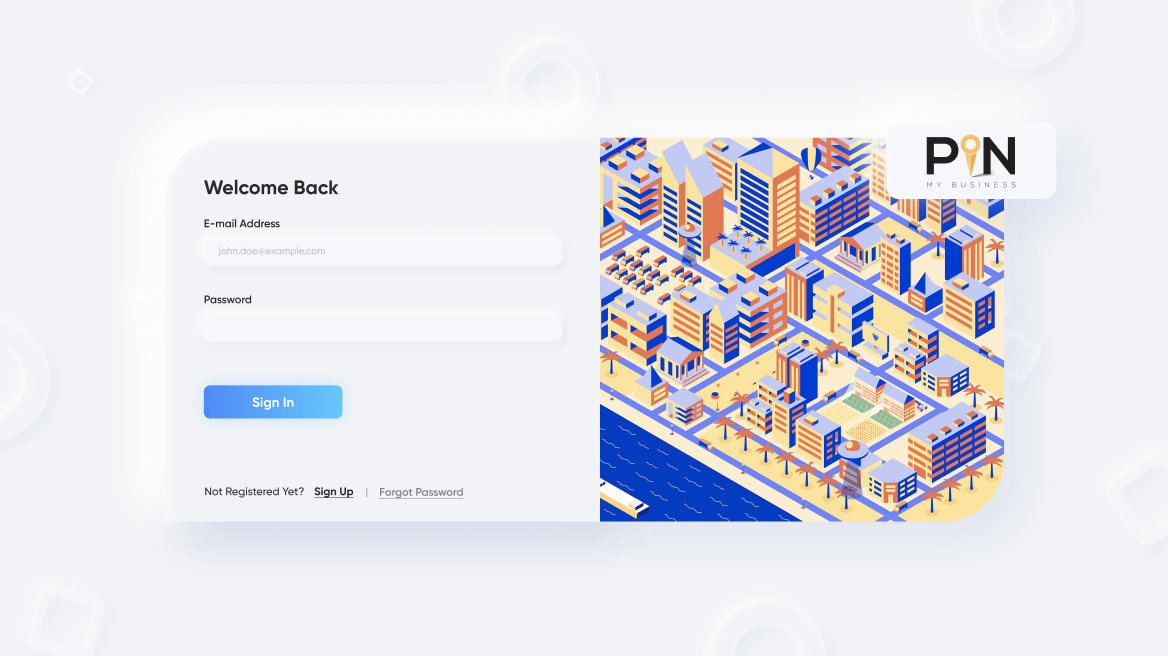 PIN
MY BUSINESS
Welcome Back
E-mail Address
john.doe@example.com
Password
Sign In
Not Registered Yet? Sign Up | Forgot Password